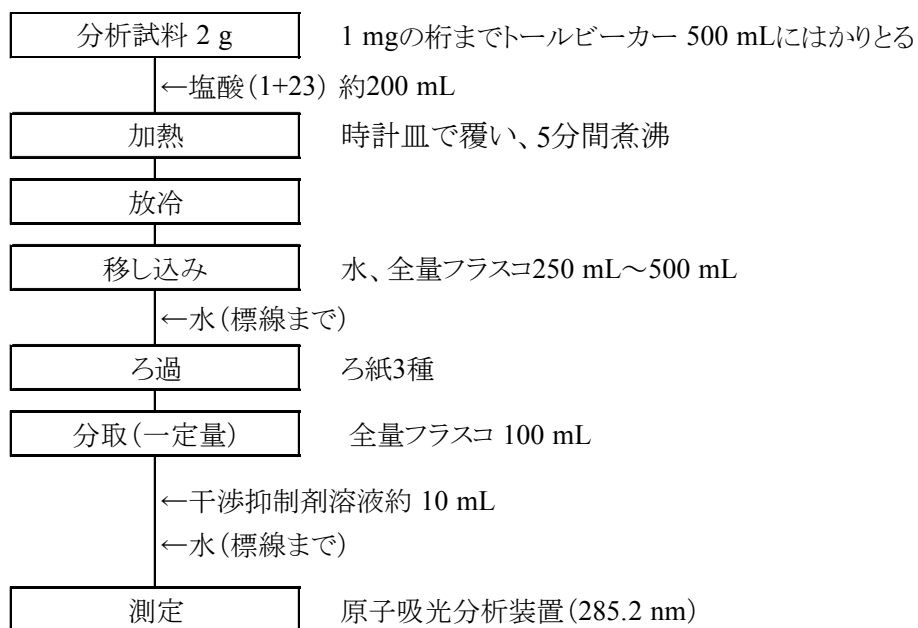 分析試料 2 g 1 mgの桁までトールビーカー 500 mLにはかりとる
←塩酸(1+23) 約200 mL
加熱 時計皿で覆い、5分間煮沸
放冷
移し込み 水、全量フラスコ250 mL～500 mL
←水(標線まで)
ろ過 ろ紙3種
分取(一定量) 全量フラスコ 100 mL
←干渉抑制剤溶液約 10 mL
←水(標線まで)
測定 原子吸光分析装置(285.2 nm)